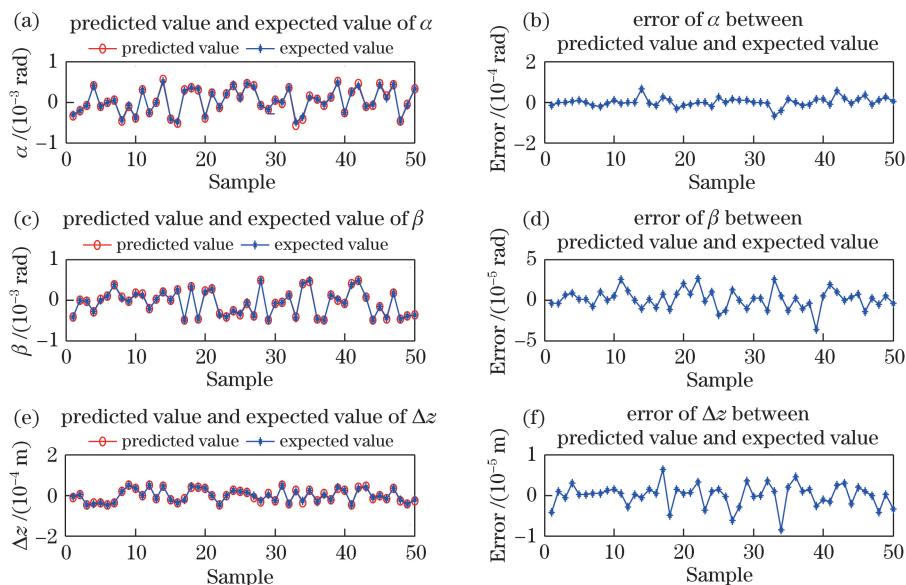 (a) predicted value and expected value of α
predicted value expected value
α /(10⁻³ rad)
1
0
−1
0 10 20 30 40 50
Sample
(b) error of α between
predicted value and expected value
Error /(10⁻⁴ rad)
2
0
−2
0 10 20 30 40 50
Sample
(c) predicted value and expected value of β
predicted value expected value
β /(10⁻³ rad)
1
0
−1
0 10 20 30 40 50
Sample
(d) error of β between
predicted value and expected value
Error /(10⁻⁵ rad)
5
0
−5
0 10 20 30 40 50
Sample
(e) predicted value and expected value of Δz
predicted value expected value
Δz /(10⁻⁴ m)
2
0
−2
0 10 20 30 40 50
Sample
(f) error of Δz between
predicted value and expected value
Error /(10⁻⁵ m)
1
0
−1
0 10 20 30 40 50
Sample